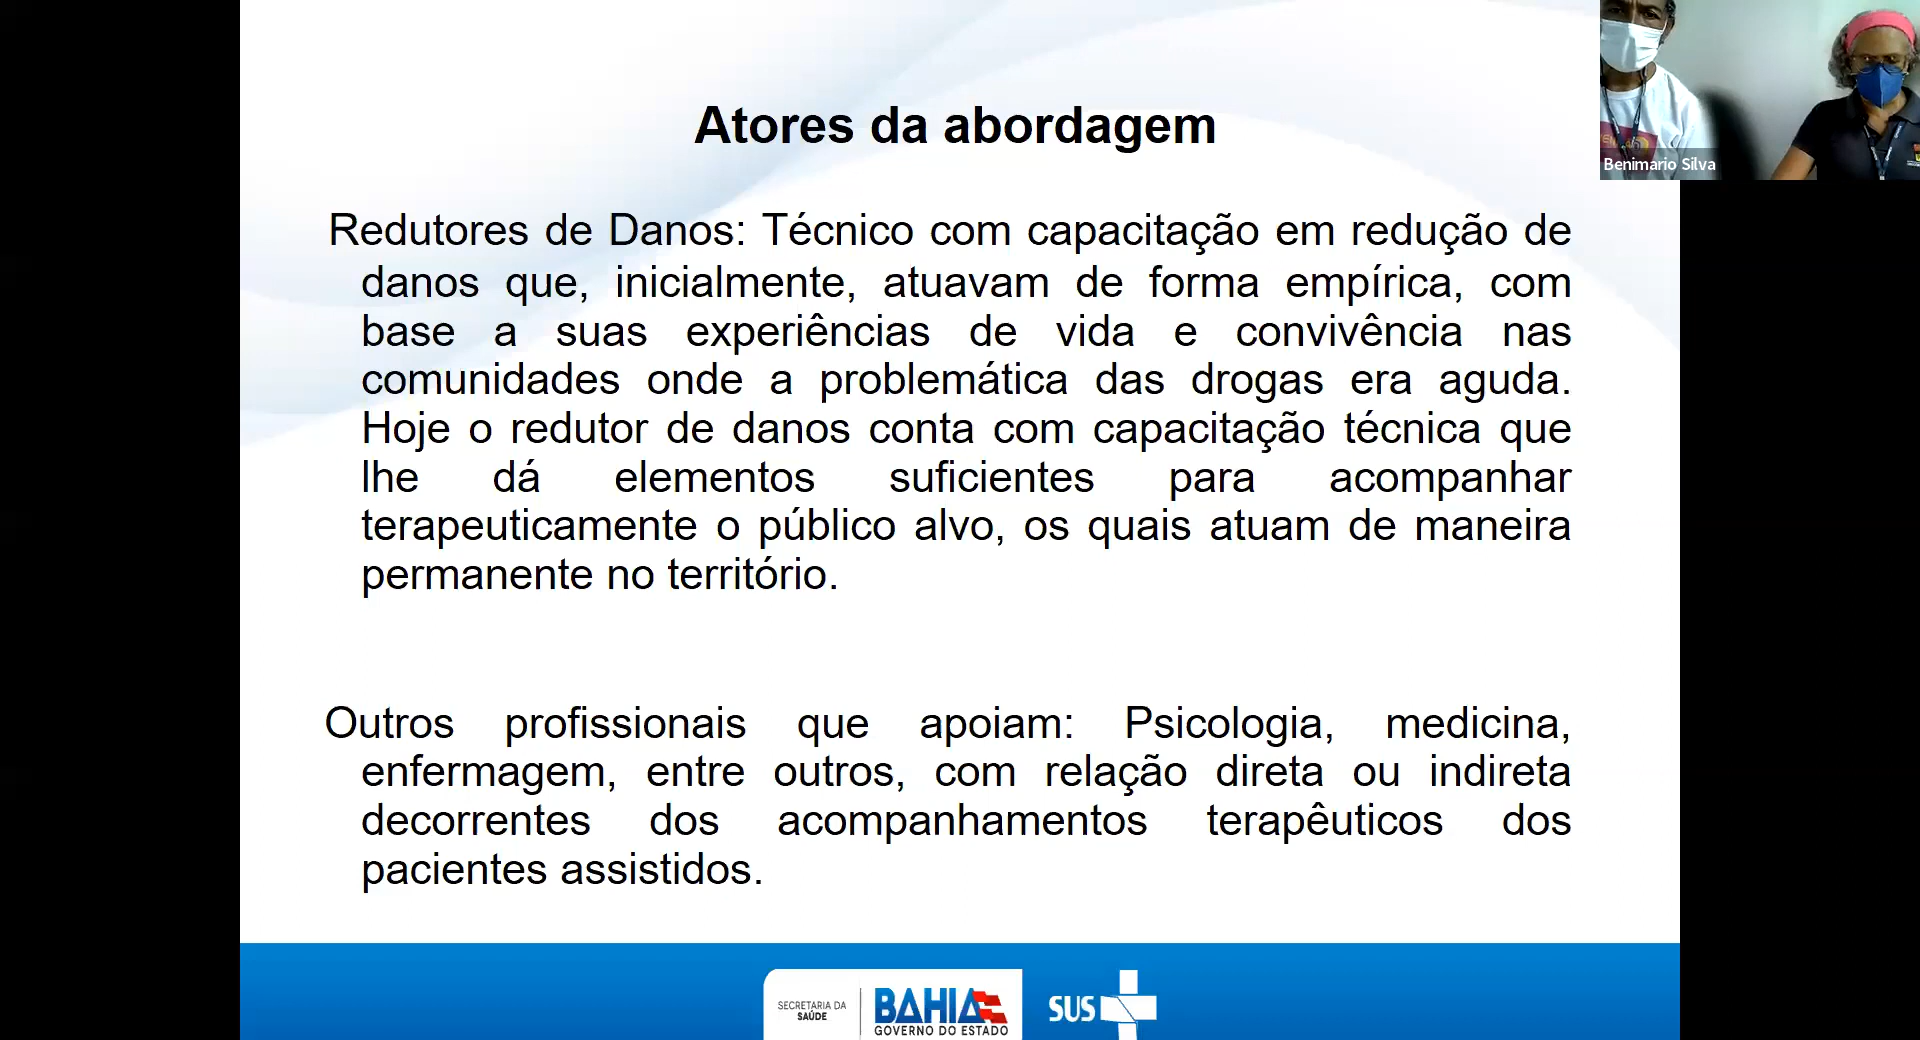 Atores da abordagem
Benimario Silva
Redutores de Danos: Técnico com capacitação em redução de
danos que, inicialmente, atuavam de forma empírica, com
base a suas experiências de vida e convivência nas
comunidades onde a problemática das drogas era aguda.
Hoje o redutor de danos conta com capacitação técnica que
lhe dá elementos suficientes para acompanhar
terapeuticamente o público alvo, os quais atuam de maneira
permanente no território.
Outros profissionais que apoiam: Psicologia, medicina,
enfermagem, entre outros, com relação direta ou indireta
decorrentes dos acompanhamentos terapêuticos dos
pacientes assistidos.
SECRETARIA DA
SAÚDE
BAHIA
GOVERNO DO ESTADO
SUS